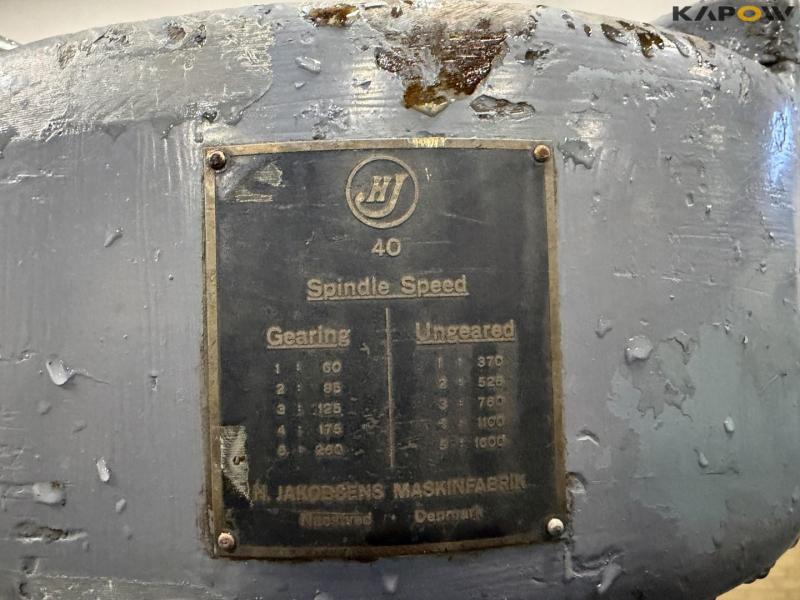 KAPOW
HJ
40
Spindle Speed
Gearing Ungeared
1 : 60 1 : 370
2 : 85 2 : 525
3 : 125 3 : 760
4 : 175 4 : 1100
5 : 260 5 : 1600
H. JAKOBSENS MASKINFABRIK
Denmark